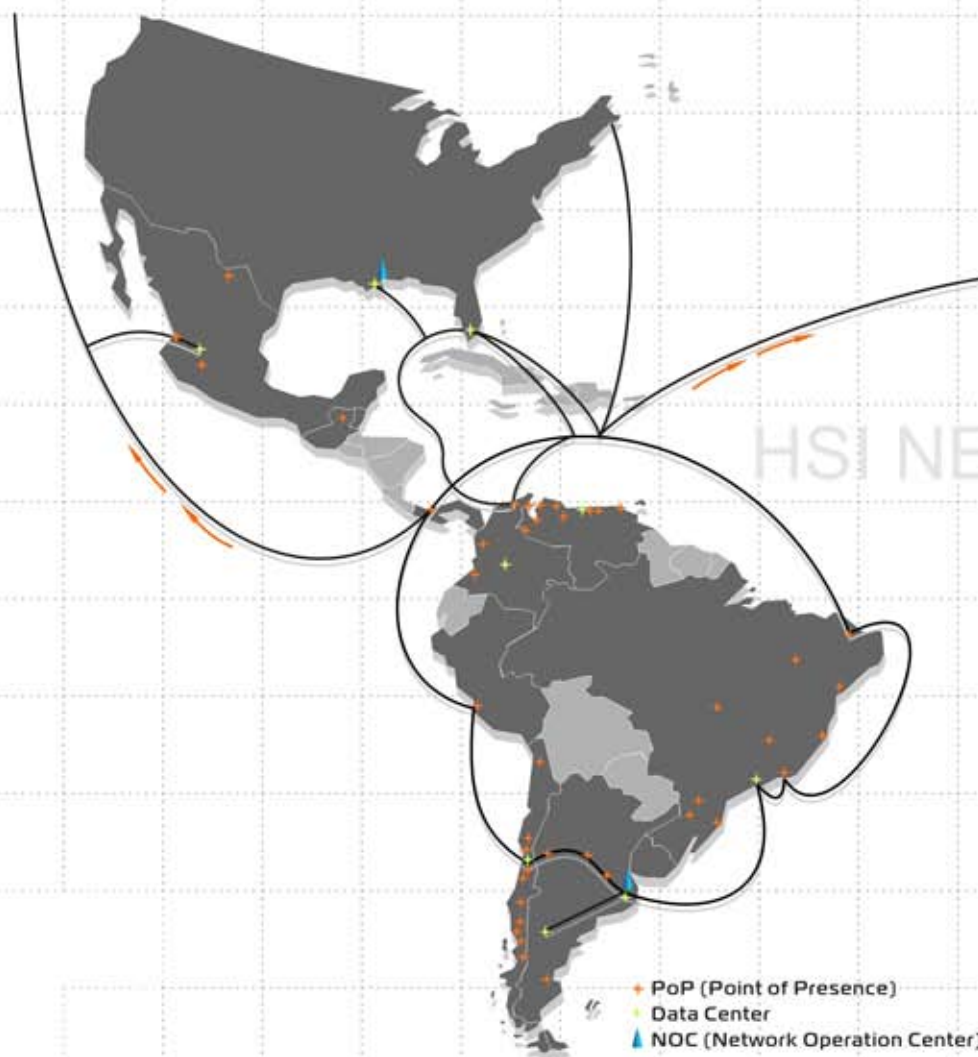 HSI NE
PoP (Point of Presence)
Data Center
NOC (Network Operation Center)